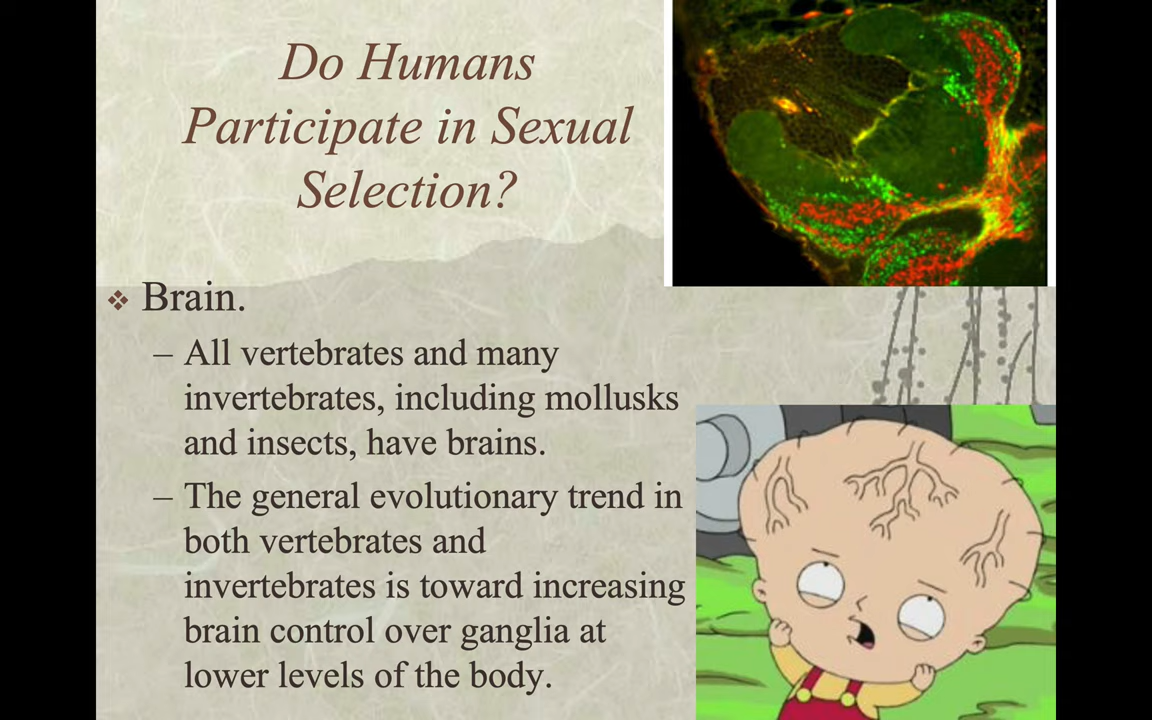 Do Humans
Participate in Sexual
Selection?
❖ Brain.
– All vertebrates and many
invertebrates, including mollusks
and insects, have brains.
– The general evolutionary trend in
both vertebrates and
invertebrates is toward increasing
brain control over ganglia at
lower levels of the body.